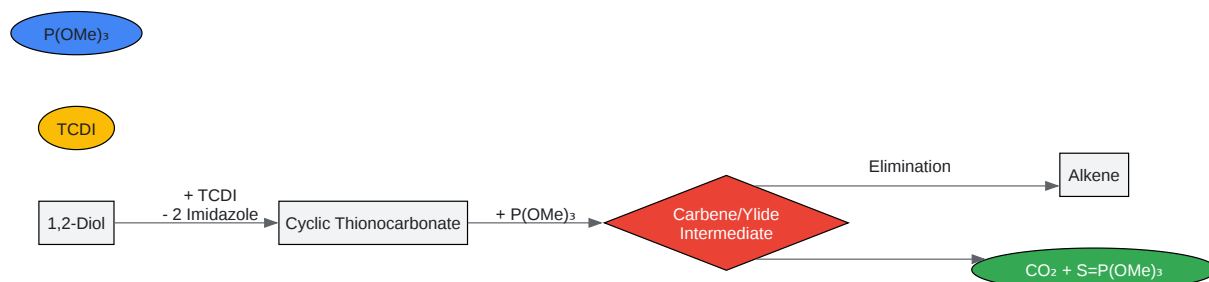 P(OMe)₃
TCDI
+ TCDI
- 2 Imidazole
1,2-Diol
Cyclic Thionocarbonate
+ P(OMe)₃
Carbene/Ylide
Intermediate
Elimination
Alkene
CO₂ + S=P(OMe)₃